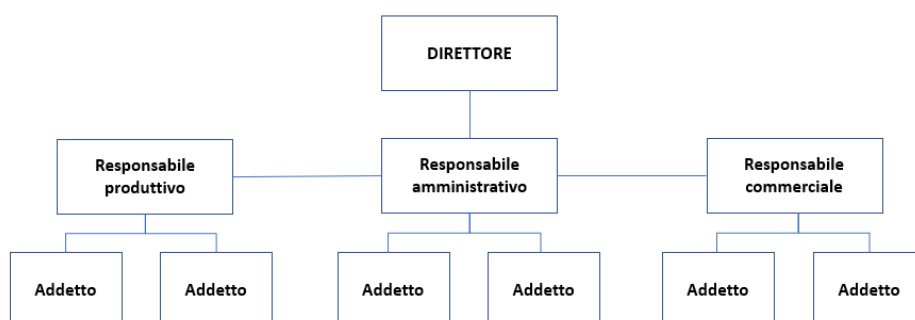 DIRETTORE
Responsabile
produttivo
Responsabile
amministrativo
Responsabile
commerciale
Addetto
Addetto
Addetto
Addetto
Addetto
Addetto